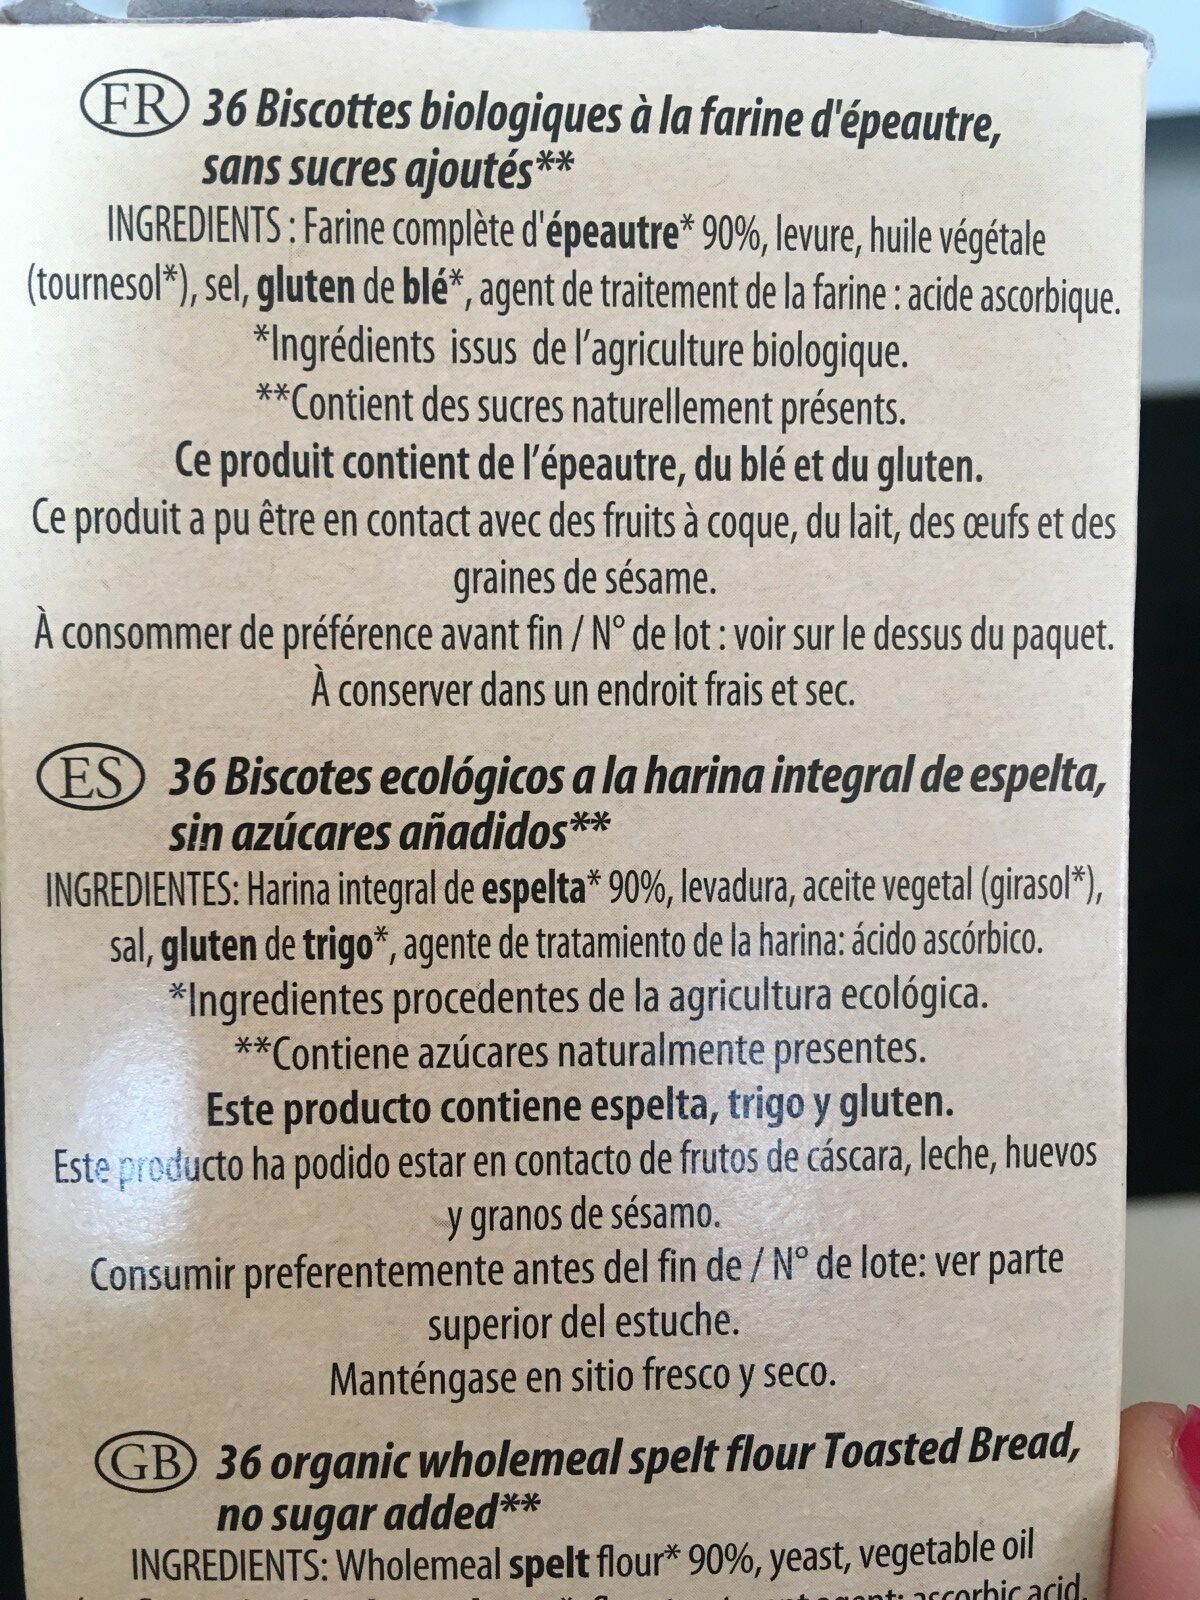 FR 36 Biscottes biologiques à la farine d'épeautre,
sans sucres ajoutés**
INGREDIENTS : Farine complète d'épeautre* 90%, levure, huile végétale
(tournesol*), sel, gluten de blé*, agent de traitement de la farine : acide ascorbique.
*Ingrédients issus de l'agriculture biologique.
**Contient des sucres naturellement présents.
Ce produit contient de l'épeautre, du blé et du gluten.
Ce produit a pu être en contact avec des fruits à coque, du lait, des œufs et des
graines de sésame.
À consommer de préférence avant fin / N° de lot : voir sur le dessus du paquet.
À conserver dans un endroit frais et sec.
ES 36 Biscotes ecológicos a la harina integral de espelta,
sin azúcares añadidos**
INGREDIENTES: Harina integral de espelta* 90%, levadura, aceite vegetal (girasol*),
sal, gluten de trigo*, agente de tratamiento de la harina: ácido ascórbico.
*Ingredientes procedentes de la agricultura ecológica.
**Contiene azúcares naturalmente presentes.
Este producto contiene espelta, trigo y gluten.
Este producto ha podido estar en contacto de frutos de cáscara, leche, huevos
y granos de sésamo.
Consumir preferentemente antes del fin de / N° de lote: ver parte
superior del estuche.
Manténgase en sitio fresco y seco.
GB 36 organic wholemeal spelt flour Toasted Bread,
no sugar added**
INGREDIENTS: Wholemeal spelt flour* 90%, yeast, vegetable oil
agent: ascorbic acid.